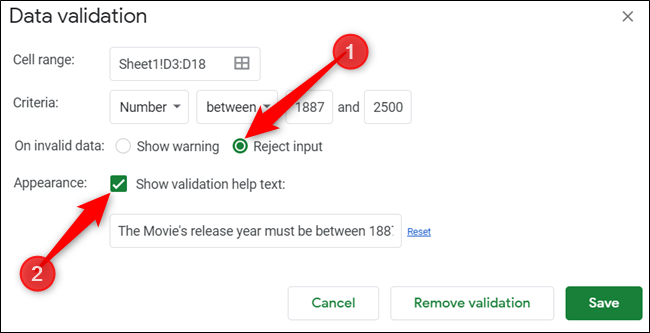 Data validation
Cell range: Sheet1!D3:D18
Criteria: Number between 1887 and 2500
On invalid data: Show warning Reject input
Appearance: Show validation help text:
The Movie's release year must be between 188
Reset
Cancel Remove validation Save
1
2